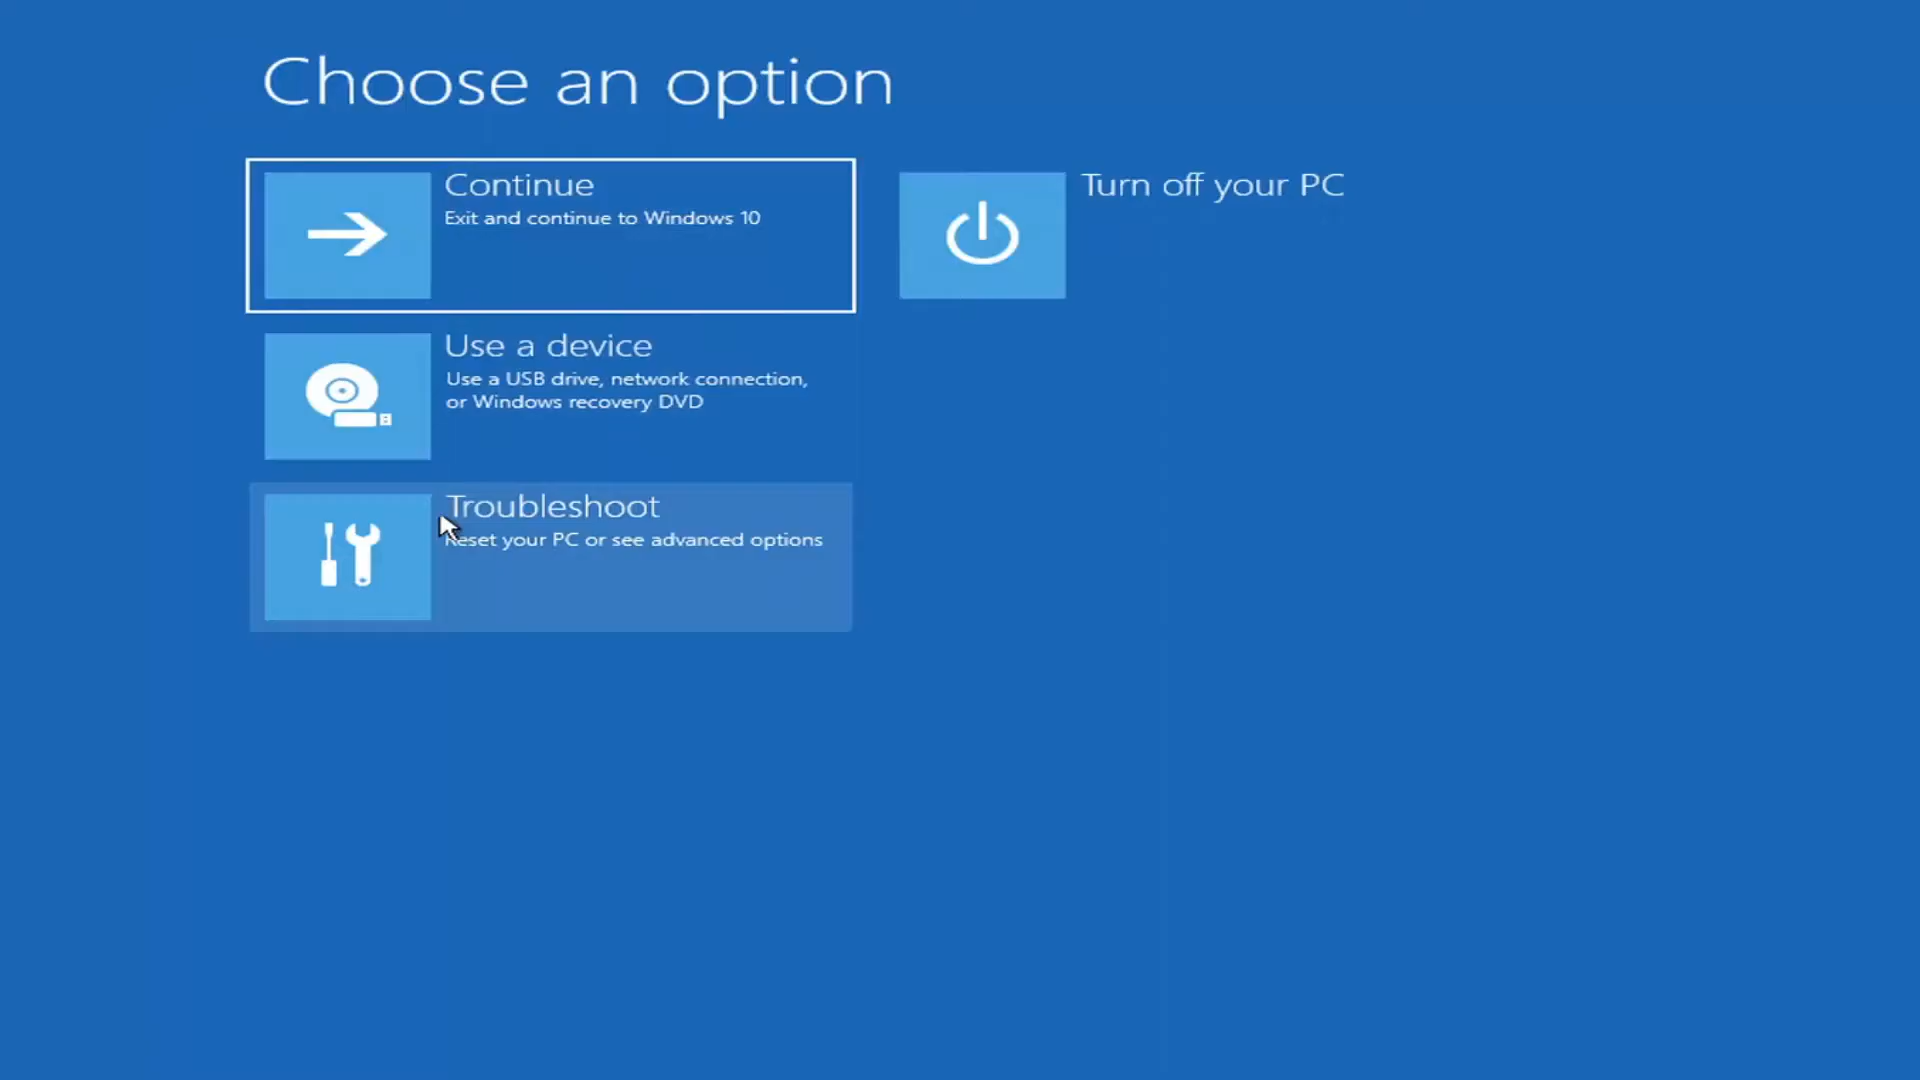 Choose an option
Continue
Exit and continue to Windows 10
Turn off your PC
Use a device
Use a USB drive, network connection,
or Windows recovery DVD
Troubleshoot
Reset your PC or see advanced options